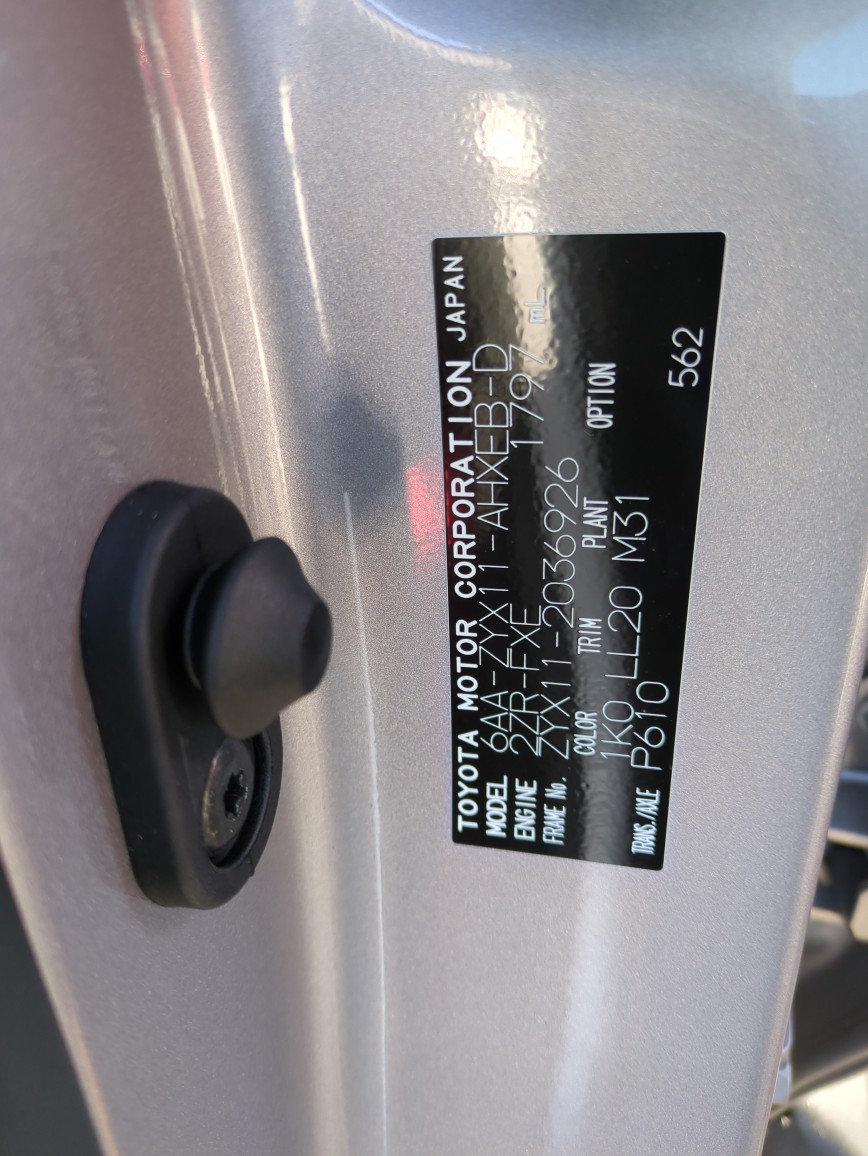 TOYOTA MOTOR CORPORATION JAPAN
MODEL 6AA-ZYX11-AHXEB-D
ENGINE 2ZR-FXE 1797 mL
FRAME No. ZYX11-2036926
COLOR TRIM PLANT OPTION
1K0 LL20 M31
TRANS./AXLE P610 562